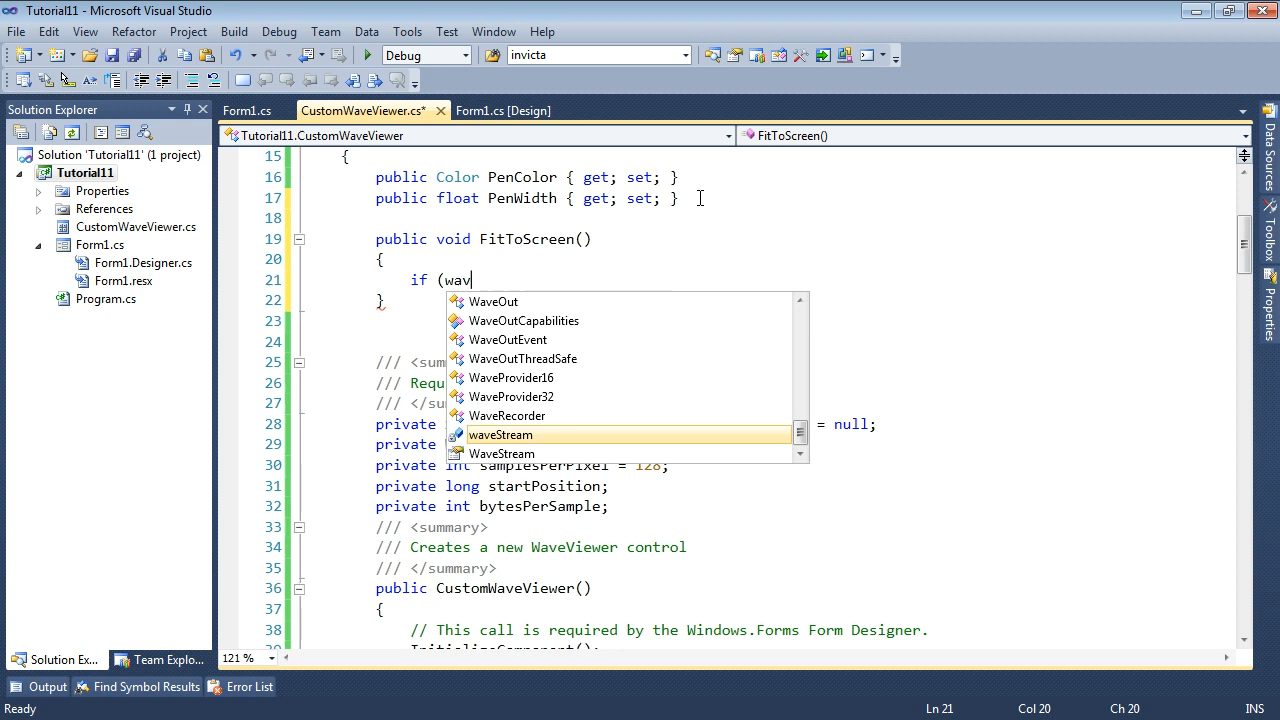 Tutorial11 - Microsoft Visual Studio
File Edit View Refactor Project Build Debug Team Data Tools Test Window Help
Debug invicta
Solution Explorer
Form1.cs CustomWaveViewer.cs* Form1.cs [Design]
Tutorial11.CustomWaveViewer FitToScreen()
Solution 'Tutorial11' (1 project)
Tutorial11
Properties
References
CustomWaveViewer.cs
Form1.cs
Form1.Designer.cs
Form1.resx
Program.cs
15 {
16 public Color PenColor { get; set; }
17 public float PenWidth { get; set; }
18
19 public void FitToScreen()
20 {
21 if (wav
22 }
23
24
25 /// <sum
26 /// Requ
27 /// </su
28 private = null;
29 private
30 private int samplesPerPixel = 128;
31 private long startPosition;
32 private int bytesPerSample;
33 /// <summary>
34 /// Creates a new WaveViewer control
35 /// </summary>
36 public CustomWaveViewer()
37 {
38 // This call is required by the Windows.Forms Form Designer.
39 InitializeComponent();
WaveOut
WaveOutCapabilities
WaveOutEvent
WaveOutThreadSafe
WaveProvider16
WaveProvider32
WaveRecorder
waveStream
WaveStream
Data Sources
Toolbox
Properties
121 %
Solution Ex... Team Explo...
Output Find Symbol Results Error List
Ready Ln 21 Col 20 Ch 20 INS